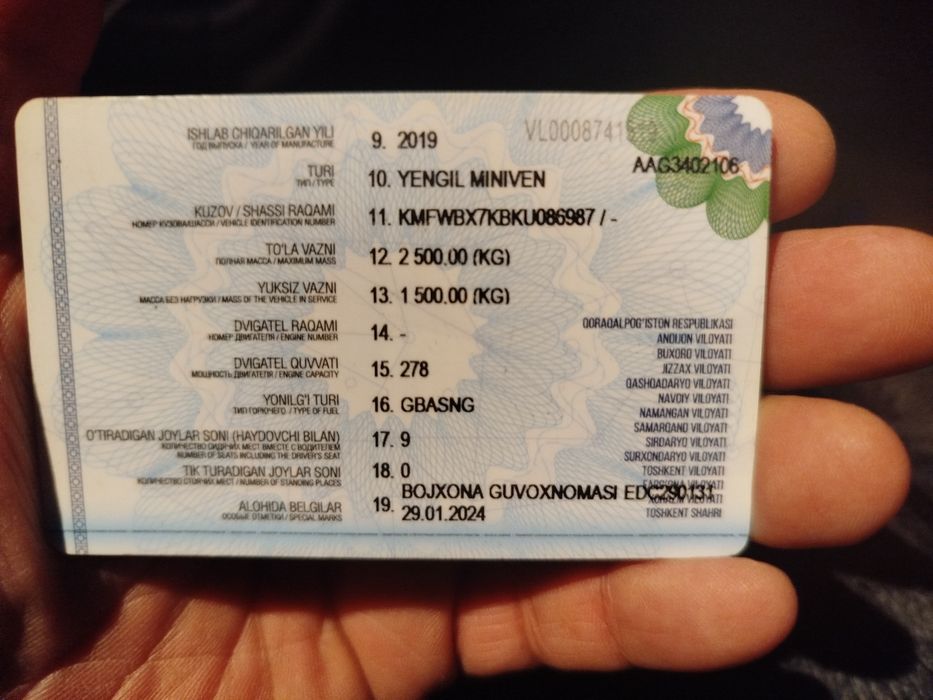 VL0008741
AAG3402106
ISHLAB CHIQARILGAN YILI 9. 2019
ГОД ВЫПУСКА / YEAR OF MANUFACTURE
TURI 10. YENGIL MINIVEN
ТИП / TYPE
KUZOV / SHASSI RAQAMI 11. KMFWBX7KBKU086987 / -
НОМЕР КУЗОВА/ШАССИ / VEHICLE IDENTIFICATION NUMBER
TO'LA VAZNI 12. 2 500.00 (KG)
ПОЛНАЯ МАССА / MAXIMUM MASS
YUKSIZ VAZNI 13. 1 500.00 (KG)
МАССА БЕЗ НАГРУЗКИ / MASS OF THE VEHICLE IN SERVICE
DVIGATEL RAQAMI 14. -
НОМЕР ДВИГАТЕЛЯ / ENGINE NUMBER
DVIGATEL QUVVATI 15. 278
МОЩНОСТЬ ДВИГАТЕЛЯ / ENGINE CAPACITY
YONILG'I TURI 16. GBASNG
ТИП ГОРЮЧЕГО / TYPE OF FUEL
O'TIRADIGAN JOYLAR SONI (HAYDOVCHI BILAN) 17. 9
КОЛИЧЕСТВО СИДЯЧИХ МЕСТ ВМЕСТЕ С ВОДИТЕЛЕМ
NUMBER OF SEATS INCLUDING THE DRIVER'S SEAT
TIK TURADIGAN JOYLAR SONI 18. 0
КОЛИЧЕСТВО СТОЯЧИХ МЕСТ / NUMBER OF STANDING PLACES
ALOHIDA BELGILAR 19. BOJXONA GUVOXNOMASI EDC290131
ОСОБЫЕ ОТМЕТКИ / SPECIAL MARKS
29.01.2024
QORAQALPOG'ISTON RESPUBLIKASI
ANDIJON VILOYATI
BUXORO VILOYATI
JIZZAX VILOYATI
QASHQADARYO VILOYATI
NAVOIY VILOYATI
NAMANGAN VILOYATI
SAMARQAND VILOYATI
SIRDARYO VILOYATI
SURXONDARYO VILOYATI
TOSHKENT VILOYATI
FARG'ONA VILOYATI
XORAZM VILOYATI
TOSHKENT SHAHRI